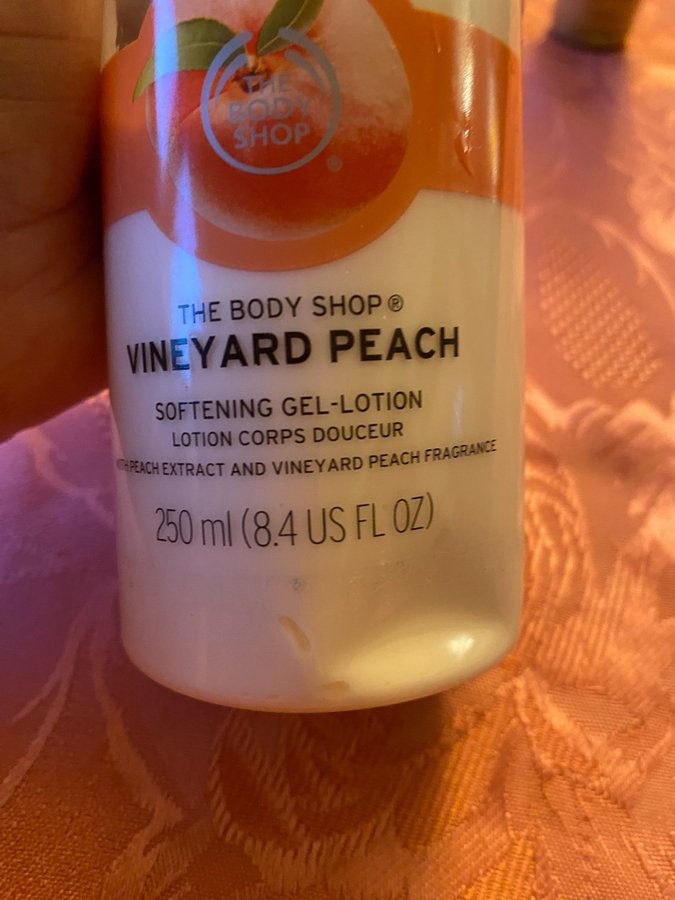 THE
BODY
SHOP
®
THE BODY SHOP®
VINEYARD PEACH
SOFTENING GEL-LOTION
LOTION CORPS DOUCEUR
PEACH EXTRACT AND VINEYARD PEACH FRAGRANCE
250 ml (8.4 US FL OZ)